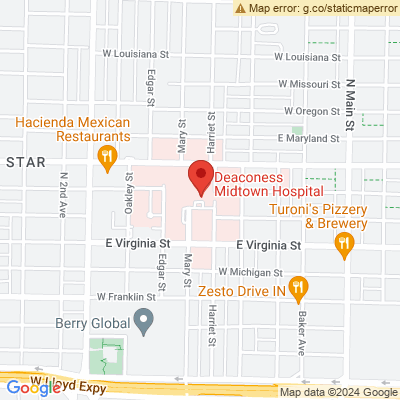 Map error: g.co/staticmaperror
W Louisiana St
W Missouri St
W Oregon St
E Maryland St
N Main St
Edgar St
Mary St
Harriet St
Hacienda Mexican
Restaurants
STAR
N 2nd Ave
Oakley St
Deaconess
Midtown Hospital
Turoni's Pizzery
& Brewery
E Virginia St
E Virginia St
Edgar St
Mary St
W Michigan St
Zesto Drive IN
W Franklin St
Berry Global
Harriet St
Baker Ave
W Lloyd Expy
Google
Map data ©2024 Google